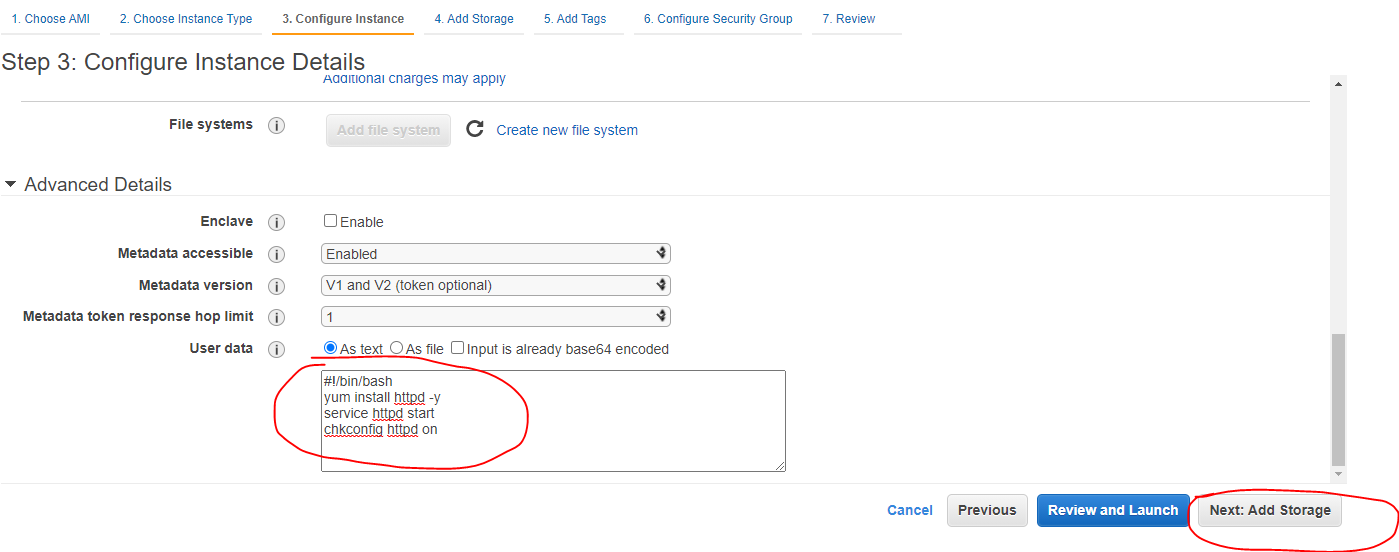 1. Choose AMI 2. Choose Instance Type 3. Configure Instance 4. Add Storage 5. Add Tags 6. Configure Security Group 7. Review
Step 3: Configure Instance Details
Additional charges may apply
File systems i Add file system Create new file system
Advanced Details
Enclave i Enable
Metadata accessible i Enabled
Metadata version i V1 and V2 (token optional)
Metadata token response hop limit i 1
User data i As text As file Input is already base64 encoded
#!/bin/bash
yum install httpd -y
service httpd start
chkconfig httpd on
Cancel Previous Review and Launch Next: Add Storage